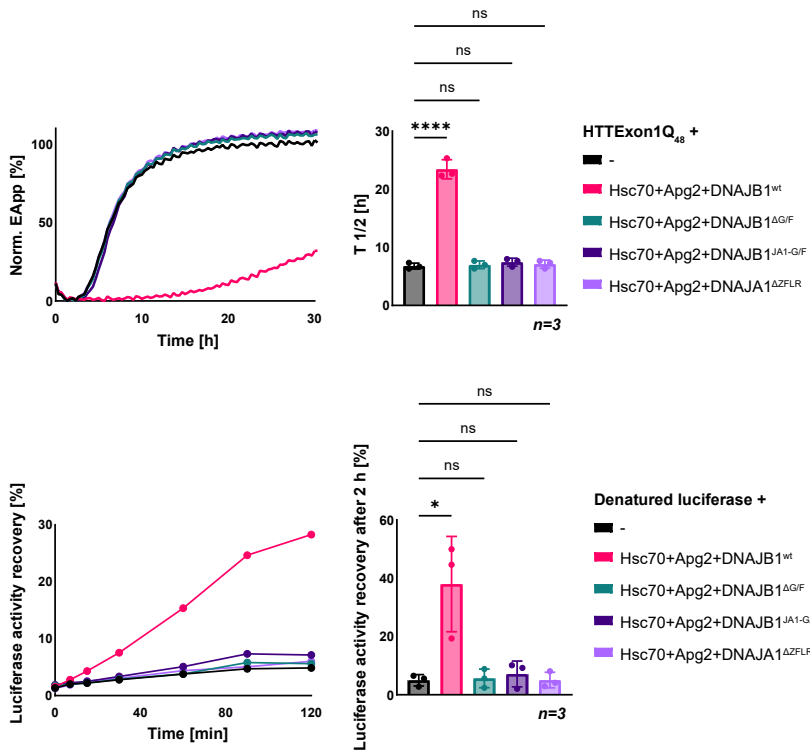 ns
ns
ns
****
Norm. EApp [%]
100
50
0
0
10
20
30
Time [h]
T 1/2 [h]
30
20
10
0
n=3
HTTExon1Q48 +
-
Hsc70+Apg2+DNAJB1wt
Hsc70+Apg2+DNAJB1ΔG/F
Hsc70+Apg2+DNAJB1JA1-G/F
Hsc70+Apg2+DNAJA1ΔZFLR
ns
ns
ns
*
Luciferase activity recovery [%]
30
20
10
0
0
40
80
120
Time [min]
Luciferase activity recovery after 2 h [%]
60
40
20
0
n=3
Denatured luciferase +
-
Hsc70+Apg2+DNAJB1wt
Hsc70+Apg2+DNAJB1ΔG/F
Hsc70+Apg2+DNAJB1JA1-G
Hsc70+Apg2+DNAJA1ΔZFLR